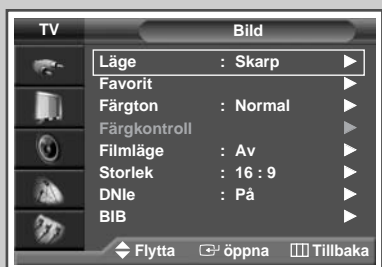 TV Bild
Läge : Skarp
Favorit
Färgton : Normal
Färgkontroll
Filmläge : Av
Storlek : 16 : 9
DNIe : På
BIB
Flytta öppna Tillbaka